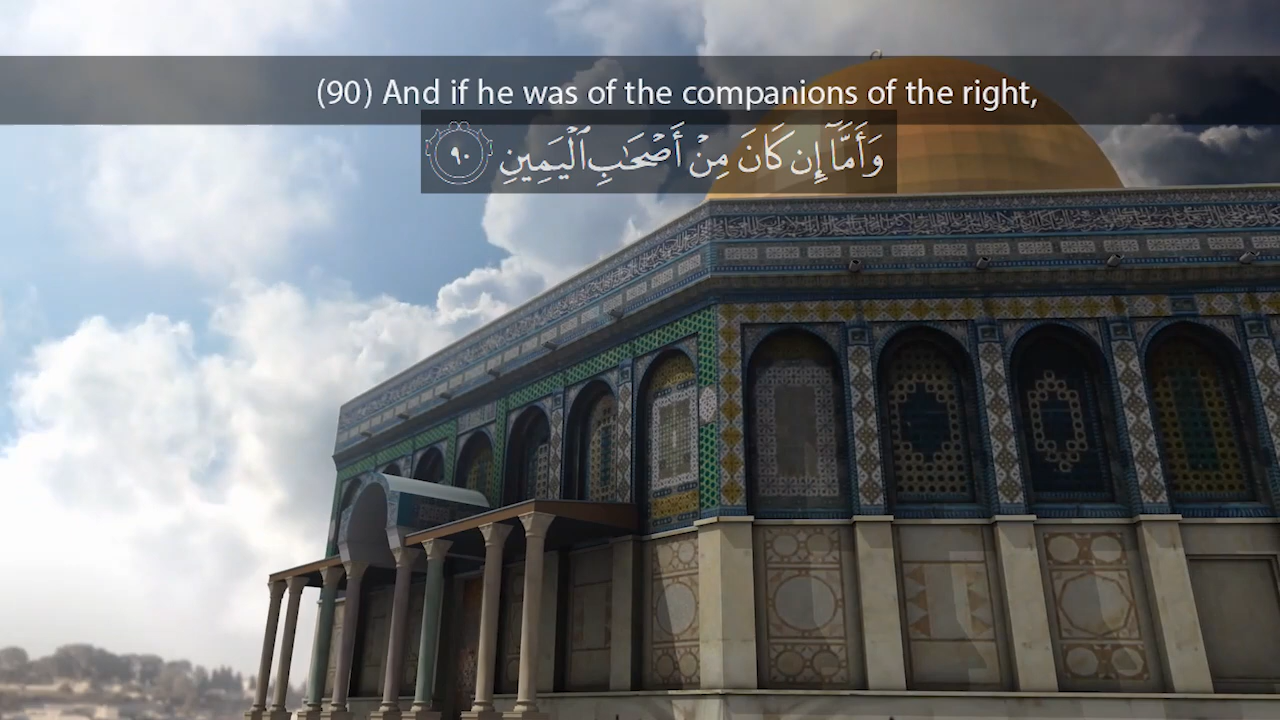 (90) And if he was of the companions of the right,
وَأَمَّآ إِن كَانَ مِنْ أَصْحَـٰبِ ٱلْيَمِينِ ٩٠